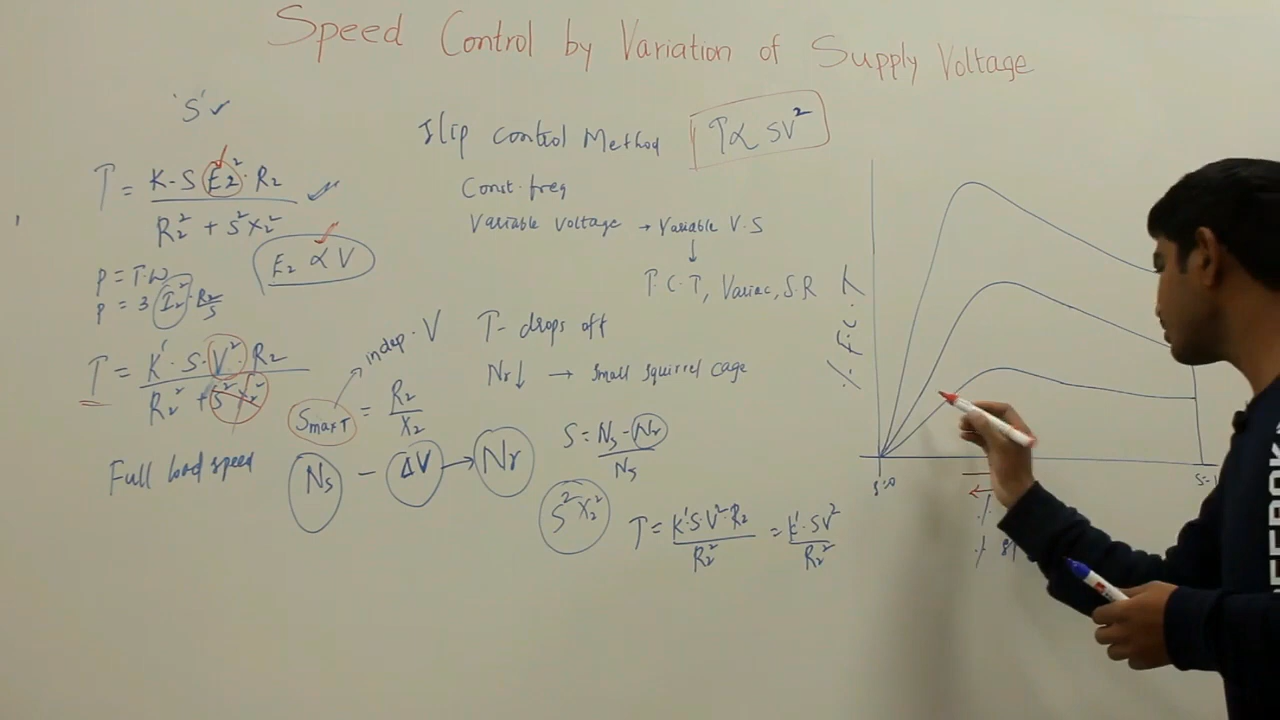 Speed Control by Variation of Supply Voltage
'S' ✓
T = K·S E2² · R2 / R2² + S²X2² ✓
E2 ∝ V
P = T·ω
P = 3 I2² · R2/S
T = K' · S · V² · R2 / R2² + S²X2²
Full load speed
Slip control Method
T ∝ SV²
Const. freq
Variable Voltage → Variable V.S
↓
T.C.T, Variac, S.R
T - drops off
Nr↓ → Small squirrel cage
indep. V
SmaxT = R2/X2
Ns - ΔV → Nr
S = Ns - Nr / Ns
S²X2²
T = K'·S·V²·R2 / R2² = K'·SV² / R2²
S=0
S=1